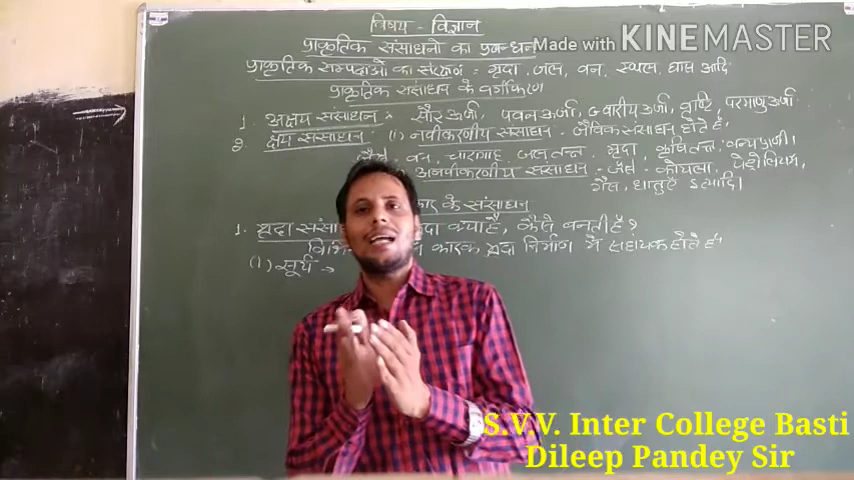 विषय - विज्ञान
प्राकृतिक संसाधनो का प्रबन्धन
Made with KINEMASTER
प्राकृतिक सम्पदाओं का संरक्षण = मृदा, जल, वन, स्थल, घास आदि
प्राकृतिक संसाधन के वर्गीकरण
1. अक्षय संसाधन - सौर ऊर्जा, पवन ऊर्जा, ज्वारीय ऊर्जा, वृष्टि, परमाणु ऊर्जा
2. क्षय संसाधन - (i) नवीकरणीय संसाधन - जैविक संसाधन होते है,
जैसे - वन, चारागाह, जलतन्त्र, मृदा, कृषितन्त्र, वन्यप्राणी।
अनवीकरणीय संसाधन - जैसे - कोयला, पेट्रोलियम,
गैस, धातुएँ इत्यादि।
के संसाधन
1. मृदा संसा दा क्या है, कैसे बनती है?
विभि कारक मृदा निर्माण में सहायक होते हैं
(1) सूर्य →
S.V.V. Inter College Basti
Dileep Pandey Sir